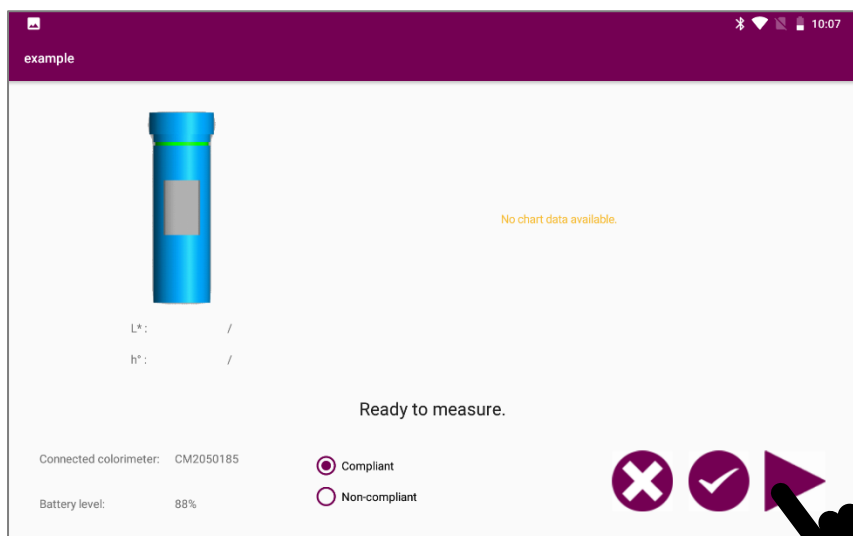 10:07
example
No chart data available.
L* : /
h° : /
Ready to measure.
Connected colorimeter: CM2050185
Compliant
Non-compliant
Battery level: 88%